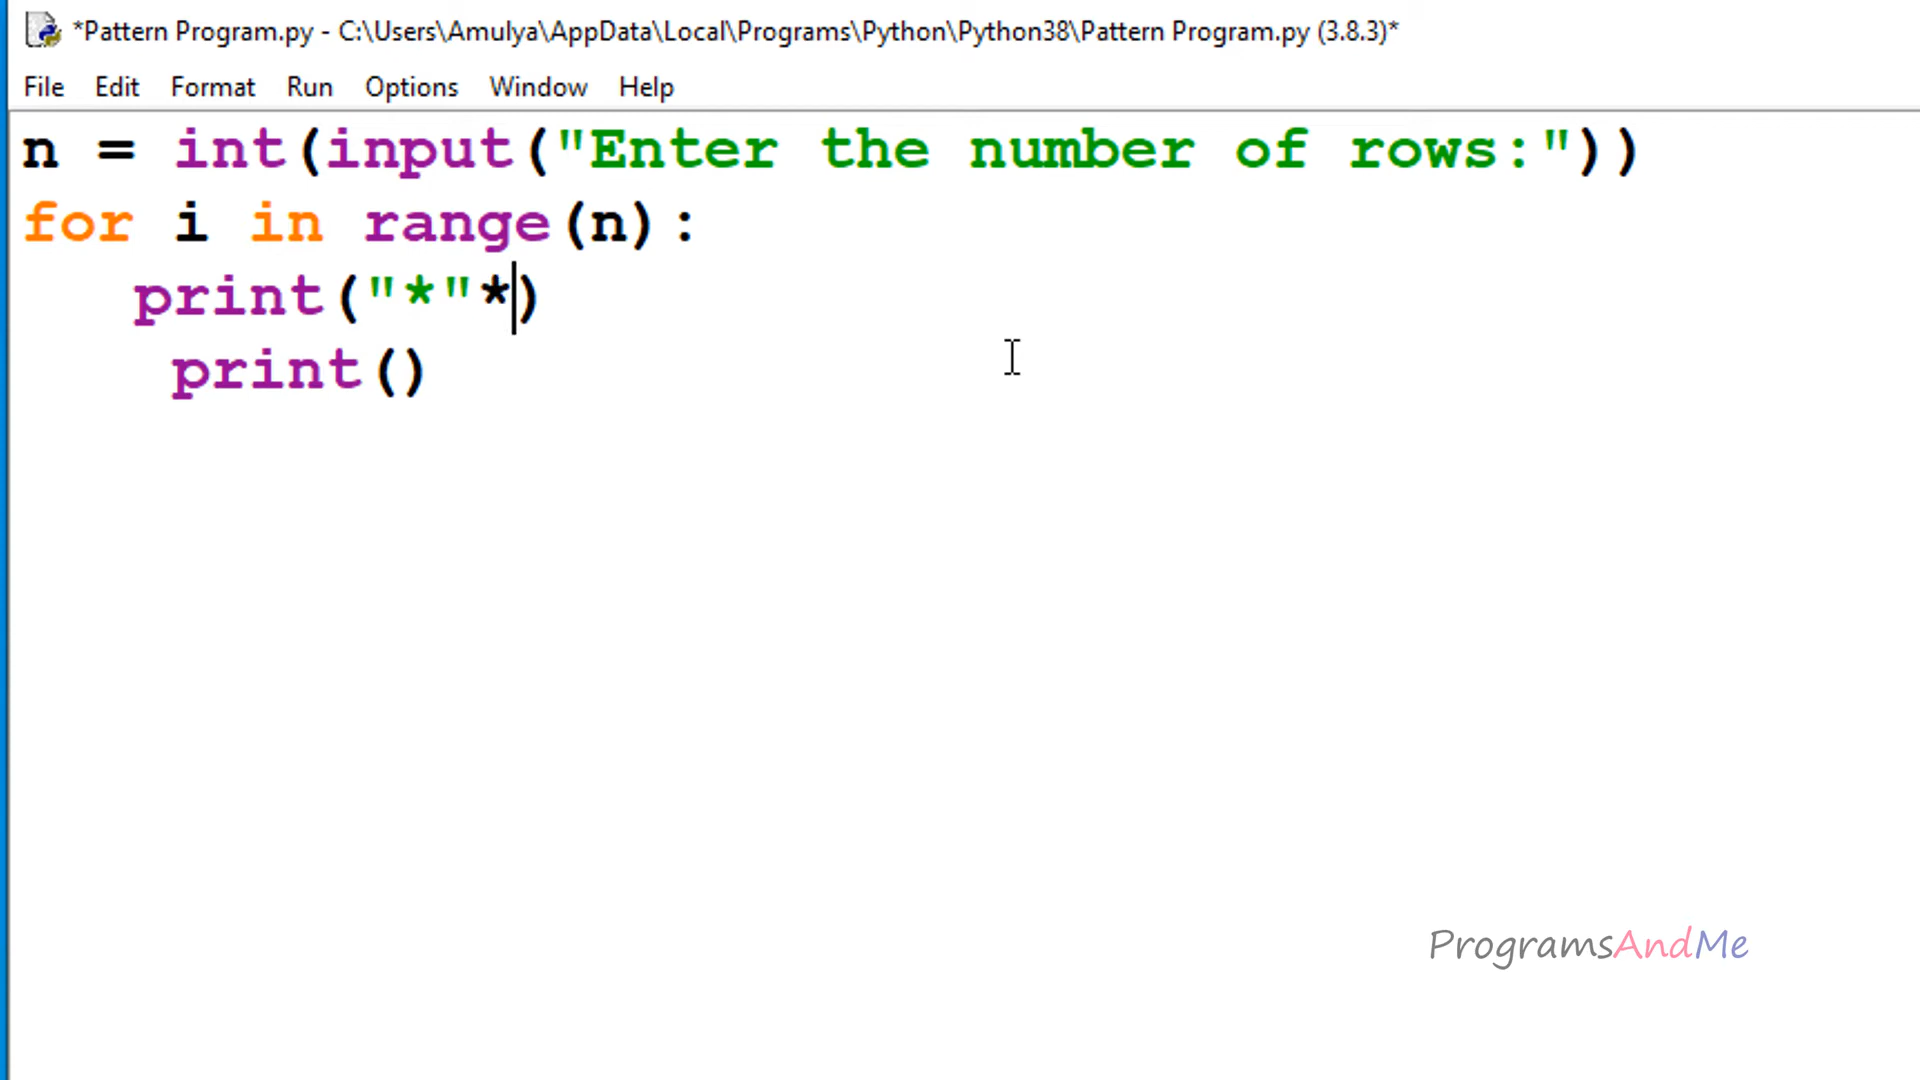 *Pattern Program.py - C:\Users\Amulya\AppData\Local\Programs\Python\Python38\Pattern Program.py (3.8.3)*
File Edit Format Run Options Window Help
n = int(input("Enter the number of rows:"))
for i in range(n):
   print("*"*)
    print()
ProgramsAndMe